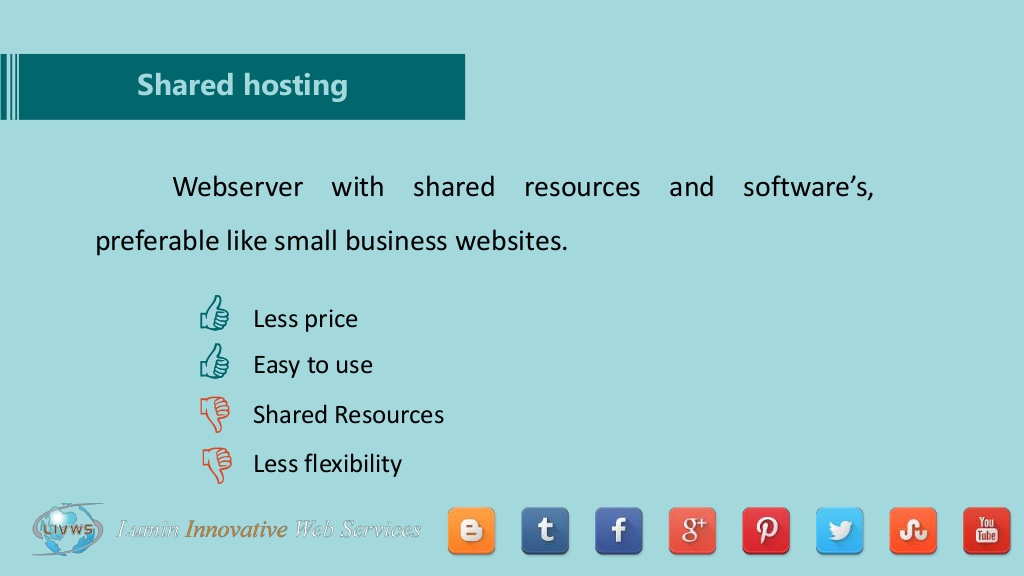 Shared hosting
Webserver with shared resources and software’s,
preferable like small business websites.
Less price
Easy to use
Shared Resources
Less flexibility
LIVWS Lumin Innovative Web Services
t f g+ You Tube